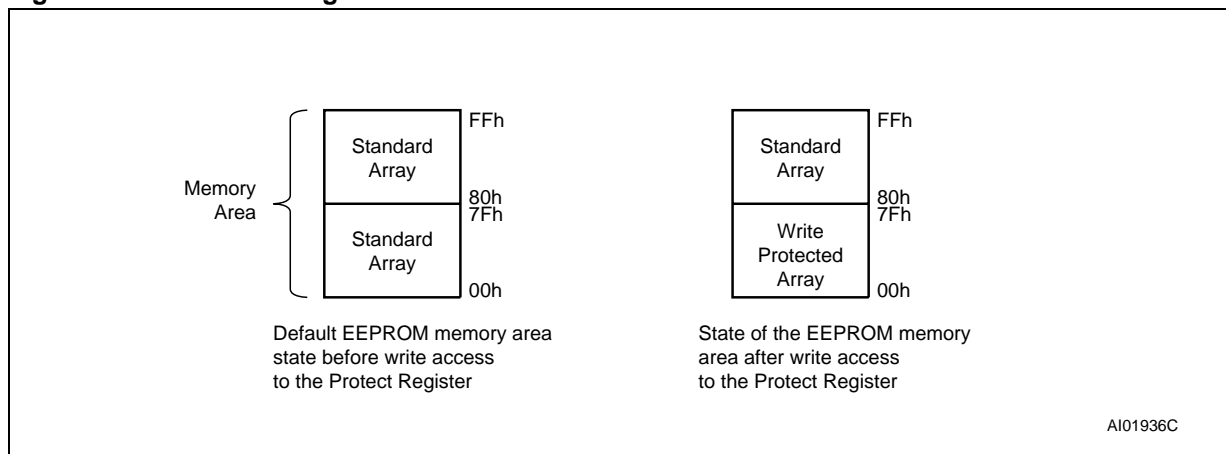 FFh
Standard
Array
80h
7Fh
Memory
Area
Standard
Array
00h
Default EEPROM memory area
state before write access
to the Protect Register
FFh
Standard
Array
80h
7Fh
Write
Protected
Array
00h
State of the EEPROM memory
area after write access
to the Protect Register
AI01936C